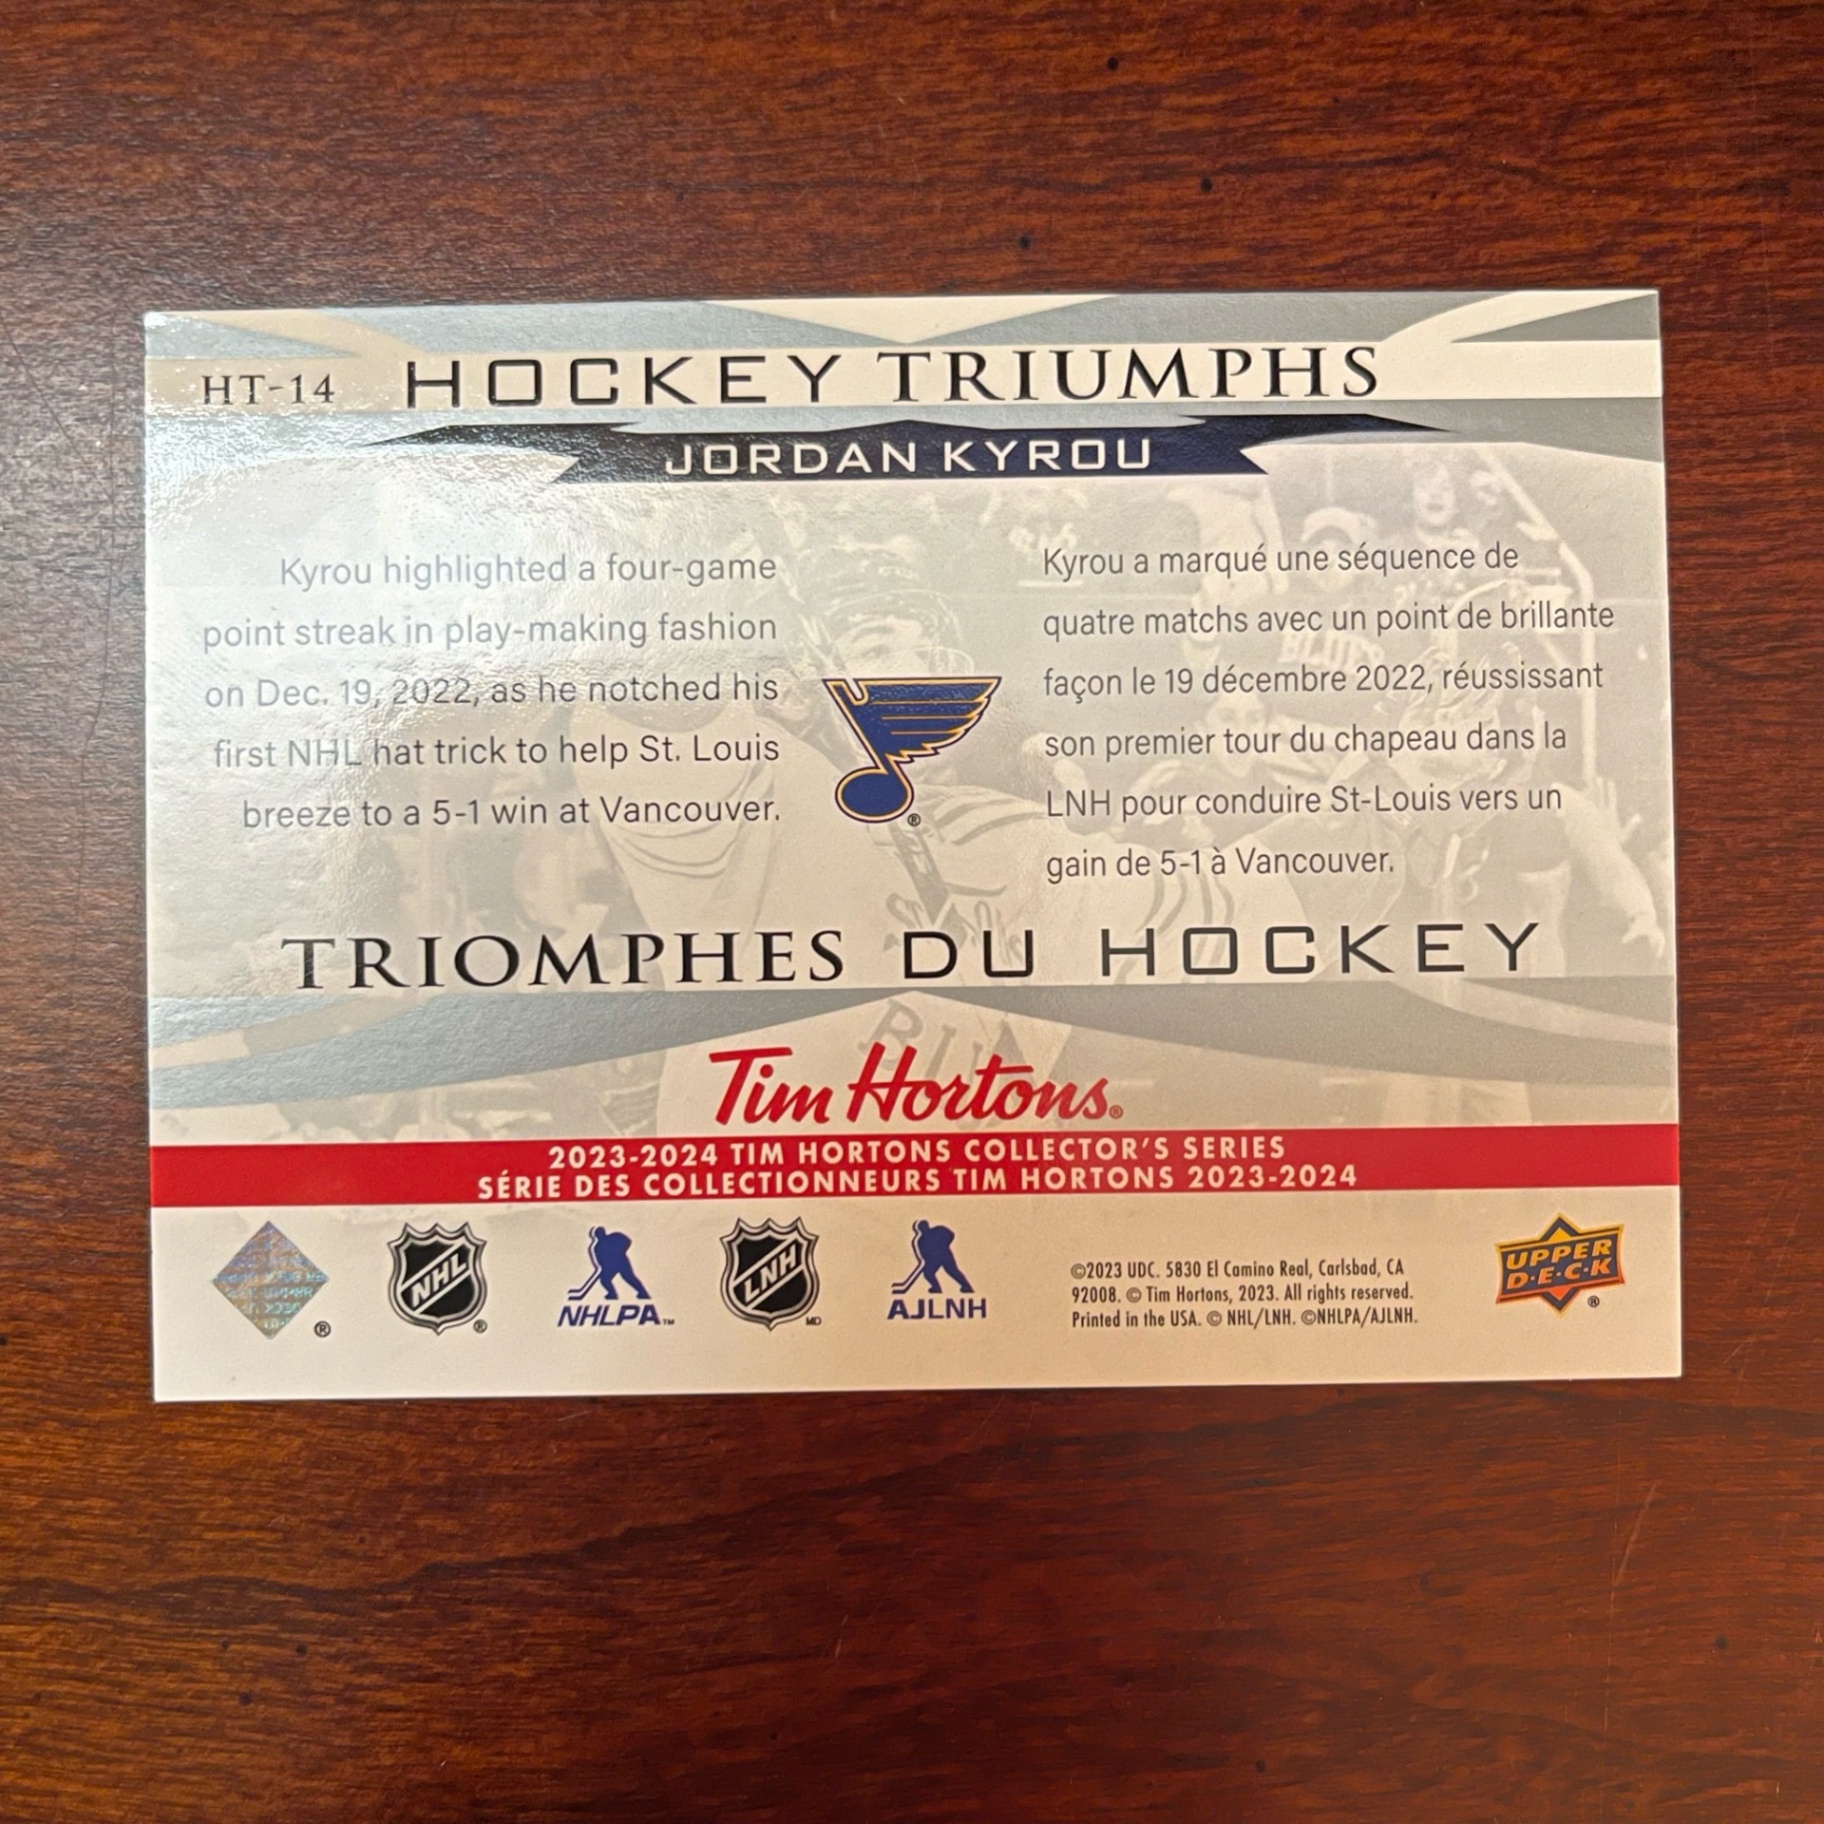 HT-14 HOCKEY TRIUMPHS
JORDAN KYROU
Kyrou highlighted a four-game
point streak in play-making fashion
on Dec. 19, 2022, as he notched his
first NHL hat trick to help St. Louis
breeze to a 5-1 win at Vancouver.
®
Kyrou a marqué une séquence de
quatre matchs avec un point de brillante
façon le 19 décembre 2022, réussissant
son premier tour du chapeau dans la
LNH pour conduire St-Louis vers un
gain de 5-1 à Vancouver.
TRIOMPHES DU HOCKEY
Tim Hortons®
2023-2024 TIM HORTONS COLLECTOR'S SERIES
SÉRIE DES COLLECTIONNEURS TIM HORTONS 2023-2024
®
NHL ®
NHLPA™
LNH MD
AJLNH
©2023 UDC. 5830 El Camino Real, Carlsbad, CA
92008. © Tim Hortons, 2023. All rights reserved.
Printed in the USA. © NHL/LNH. ©NHLPA/AJLNH.
UPPER
D•E•C•K ®